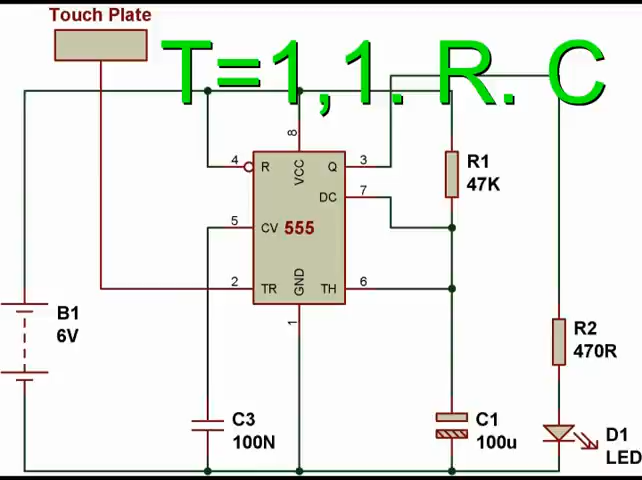 Touch Plate
T=1,1. R. C
8
4
R
VCC
Q
3
R1
47K
DC
7
5
CV
555
2
TR
GND
TH
6
1
B1
6V
R2
470R
C3
100N
C1
100u
D1
LED